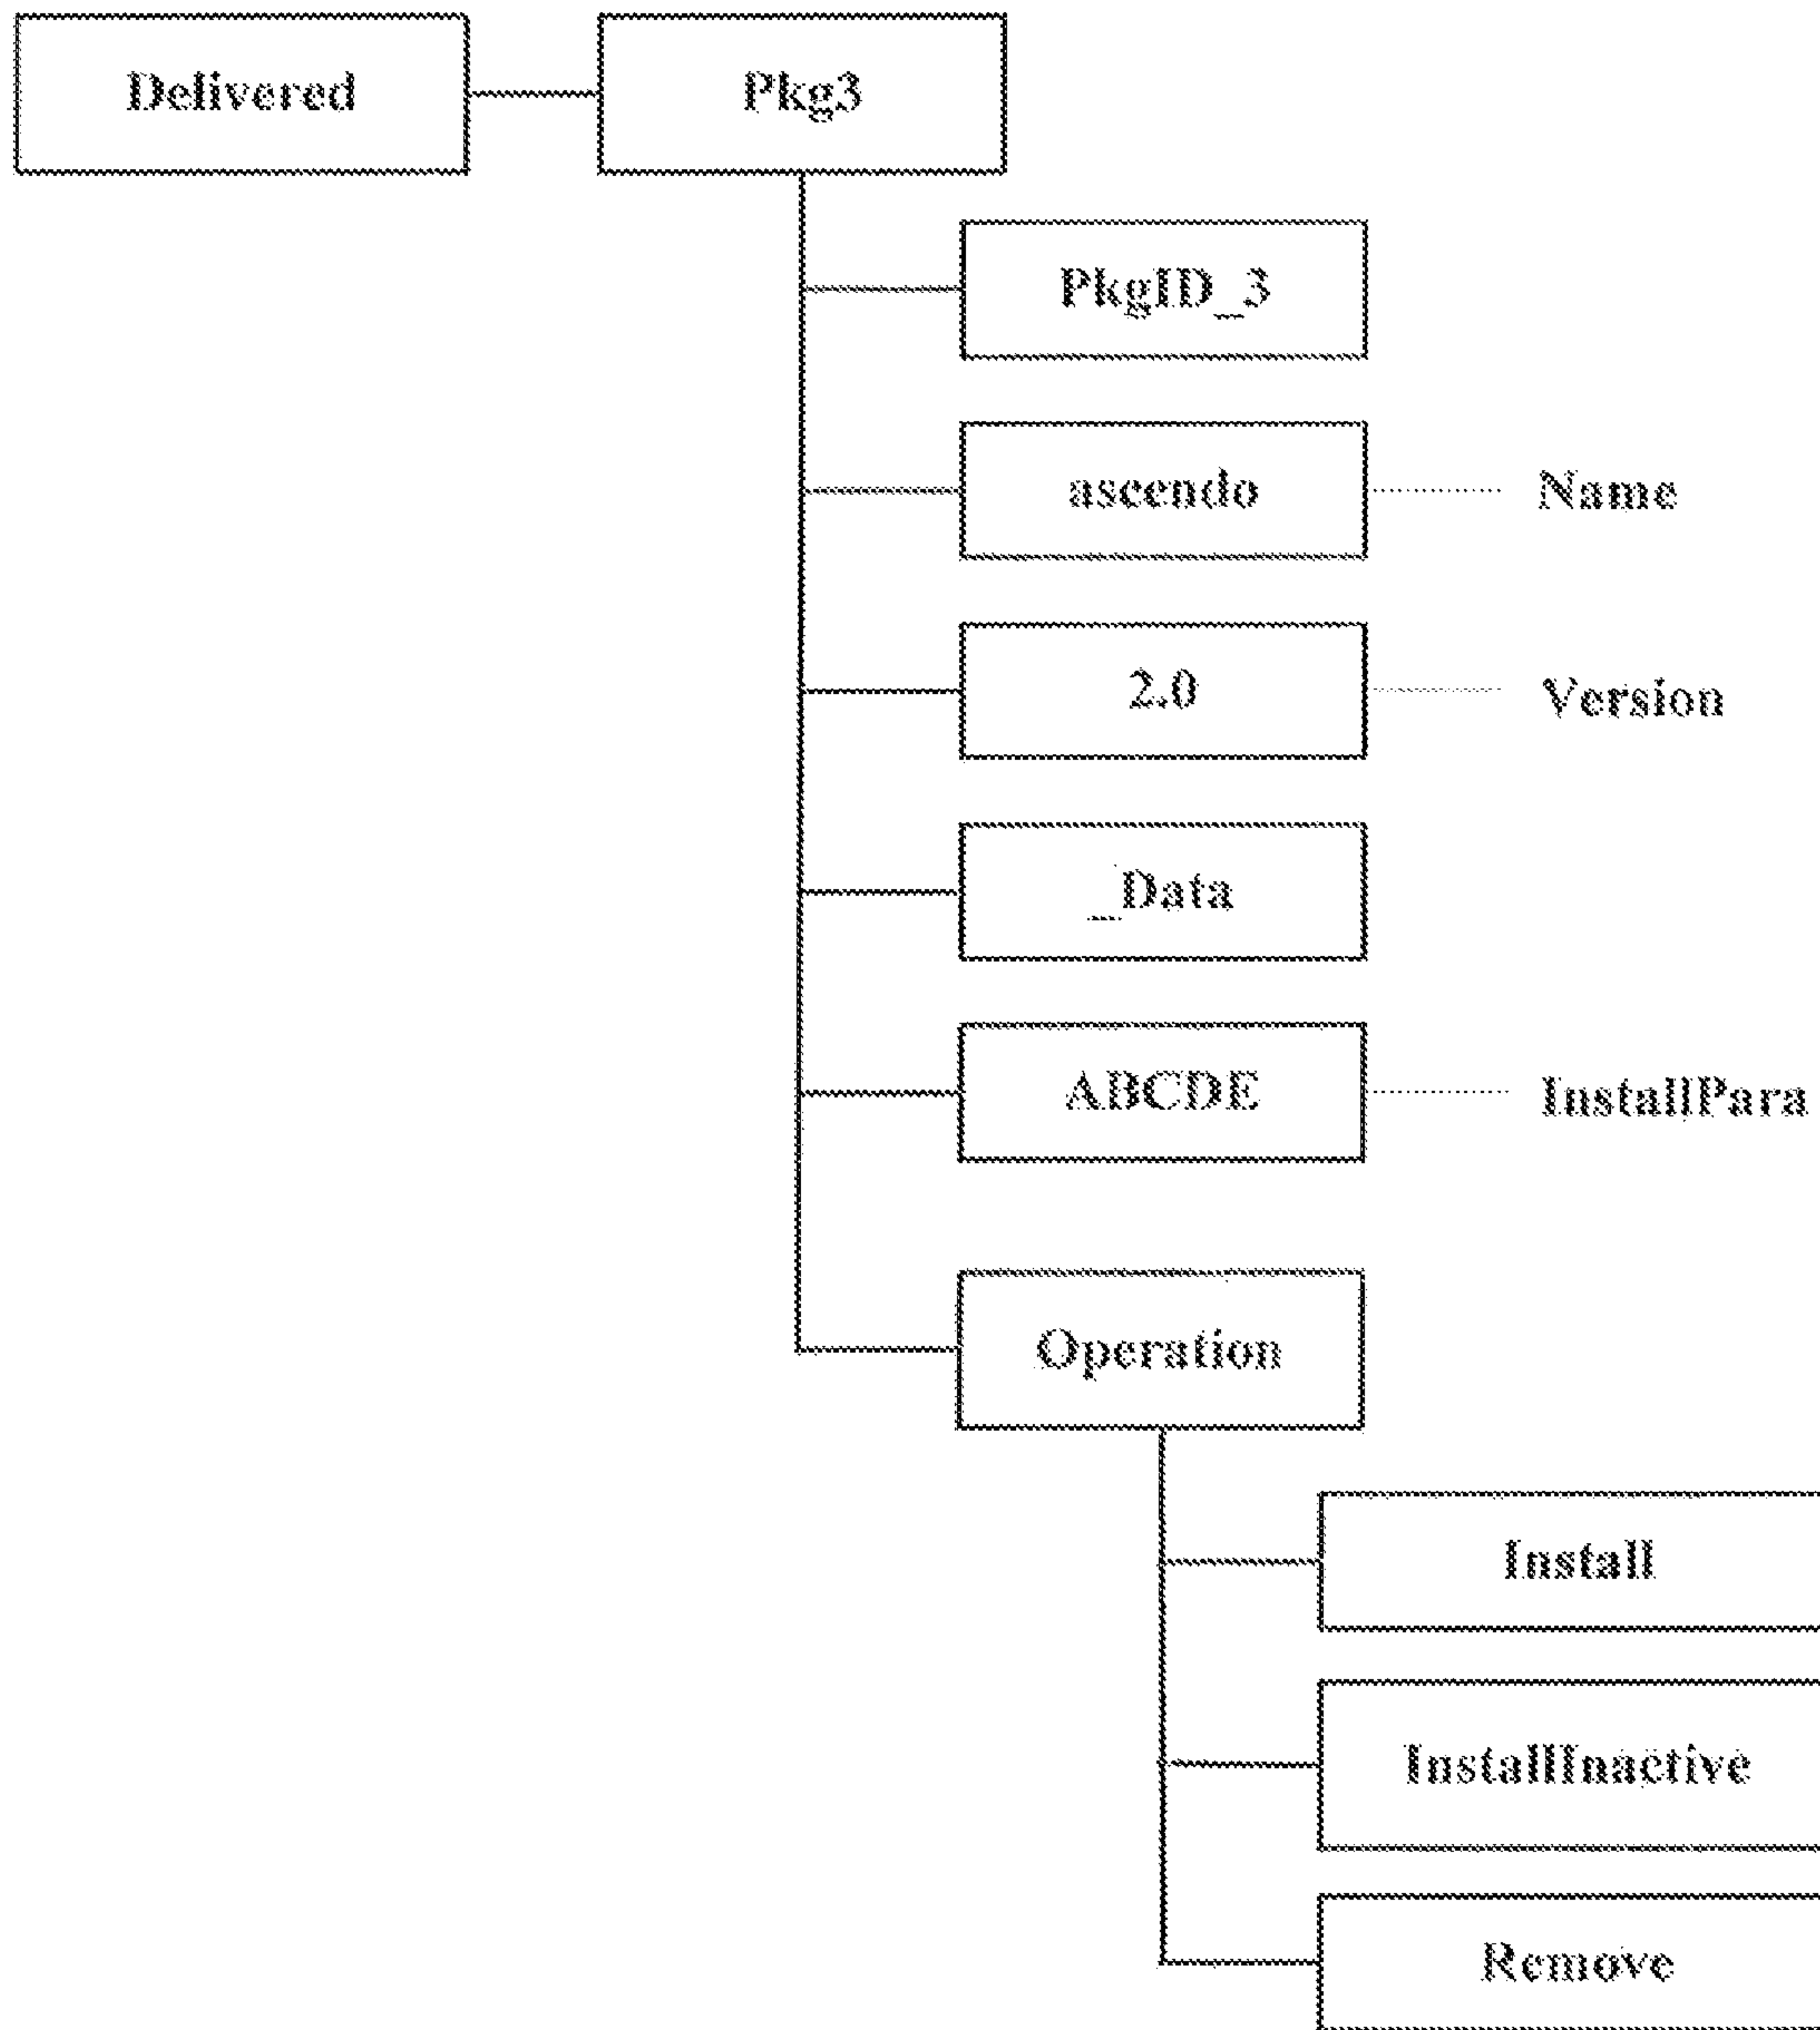 Delivered
Pkg3
PkgID_3
ascendo
Name
2.0
Version
_Data
ABCDE
InstallPara
Operation
Install
InstallInactive
Remove